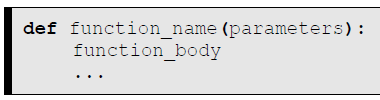 def function_name(parameters):
    function_body
    ...